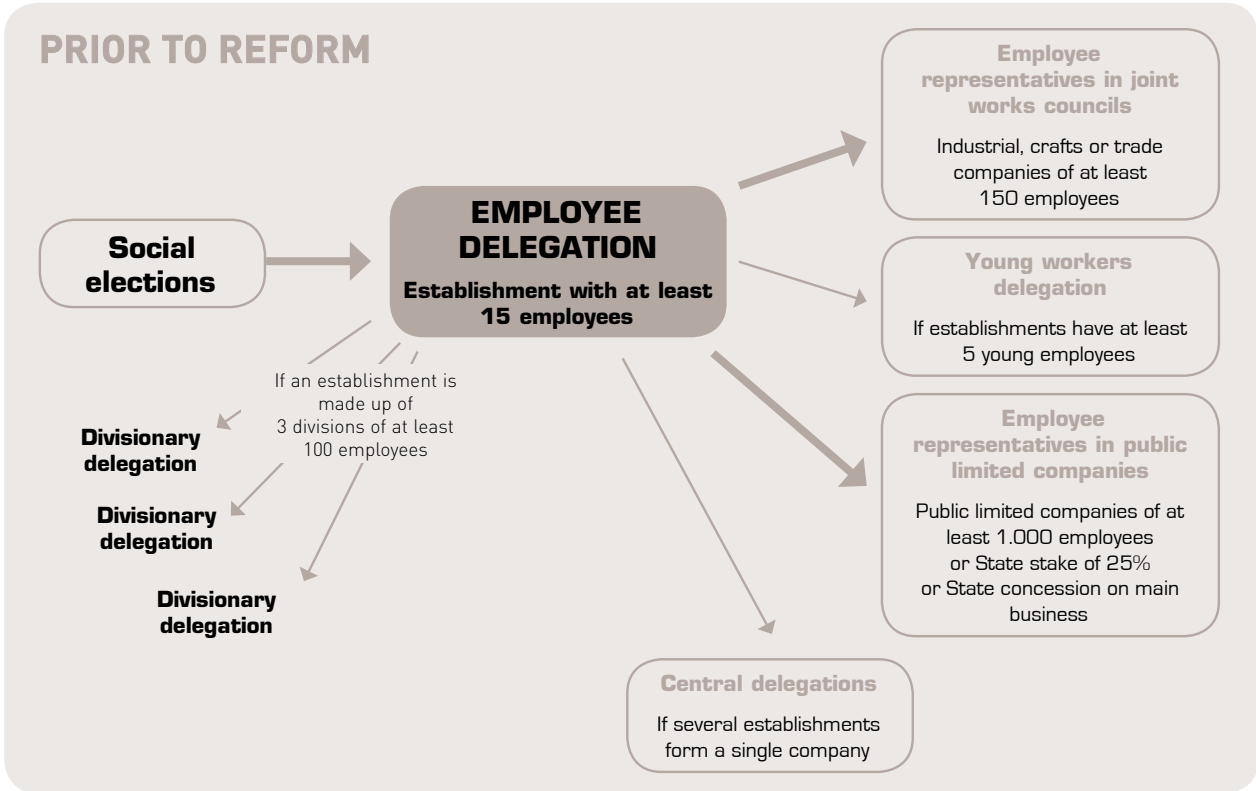 PRIOR TO REFORM
Social
elections
EMPLOYEE
DELEGATION
Establishment with at least
15 employees
Employee
representatives in joint
works councils
Industrial, crafts or trade
companies of at least
150 employees
Young workers
delegation
If establishments have at least
5 young employees
Employee
representatives in public
limited companies
Public limited companies of at
least 1.000 employees
or State stake of 25%
or State concession on main
business
If an establishment is
made up of
3 divisions of at least
100 employees
Divisionary
delegation
Divisionary
delegation
Divisionary
delegation
Central delegations
If several establishments
form a single company